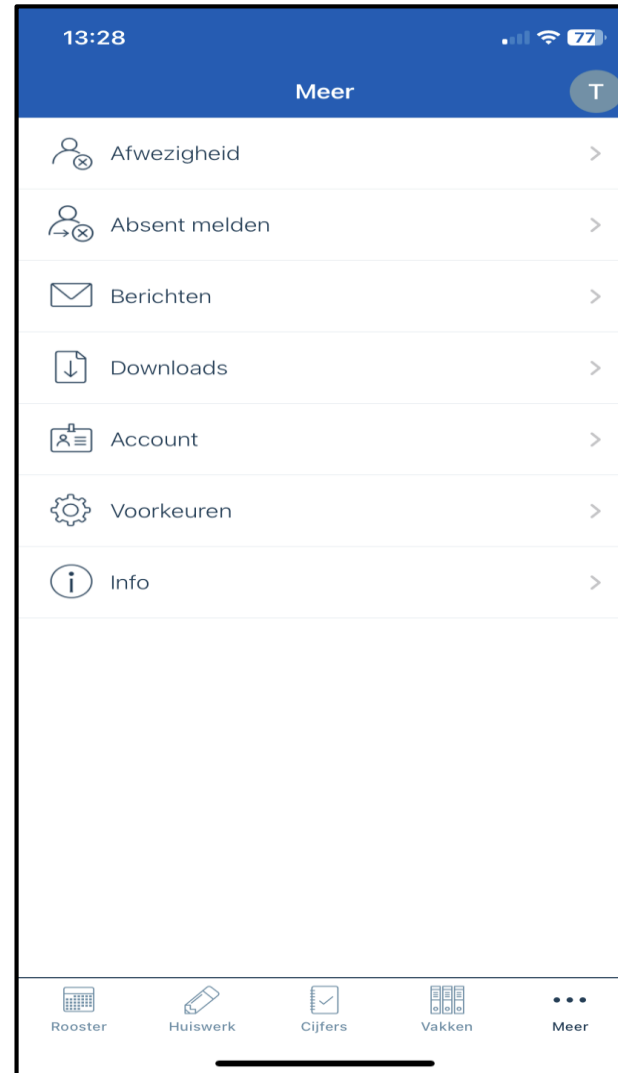 13:28
77
Meer
T
Afwezigheid
Absent melden
Berichten
Downloads
Account
Voorkeuren
Info
Rooster Huiswerk Cijfers Vakken Meer